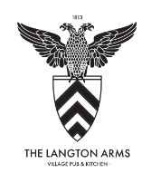 1813
THE LANGTON ARMS
- VILLAGE PUB & KITCHEN -